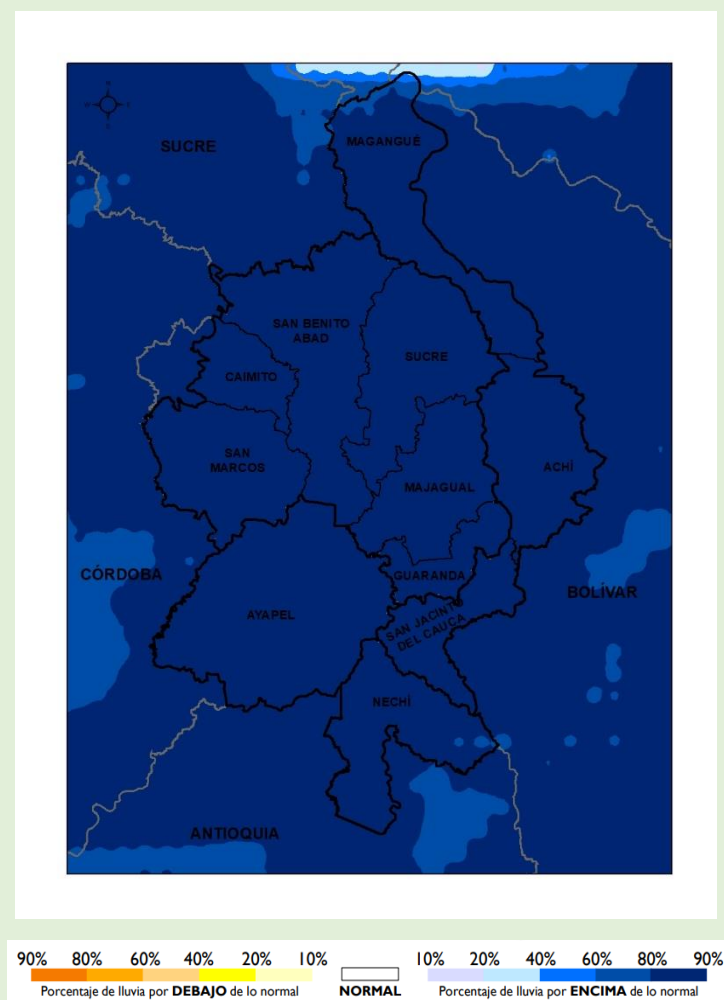 SUCRE
MAGANGUÉ
SAN BENITO
ABAD
SUCRE
CAIMITO
SAN
MARCOS
MAJAGUAL
ACHÍ
CÓRDOBA
GUARANDA
BOLÍVAR
AYAPEL
SAN JACINTO
DEL CAUCA
NECHÍ
ANTIOQUIA
90% 80% 60% 40% 20% 10% 10% 20% 40% 60% 80% 90%
Porcentaje de lluvia por DEBAJO de lo normal NORMAL Porcentaje de lluvia por ENCIMA de lo normal